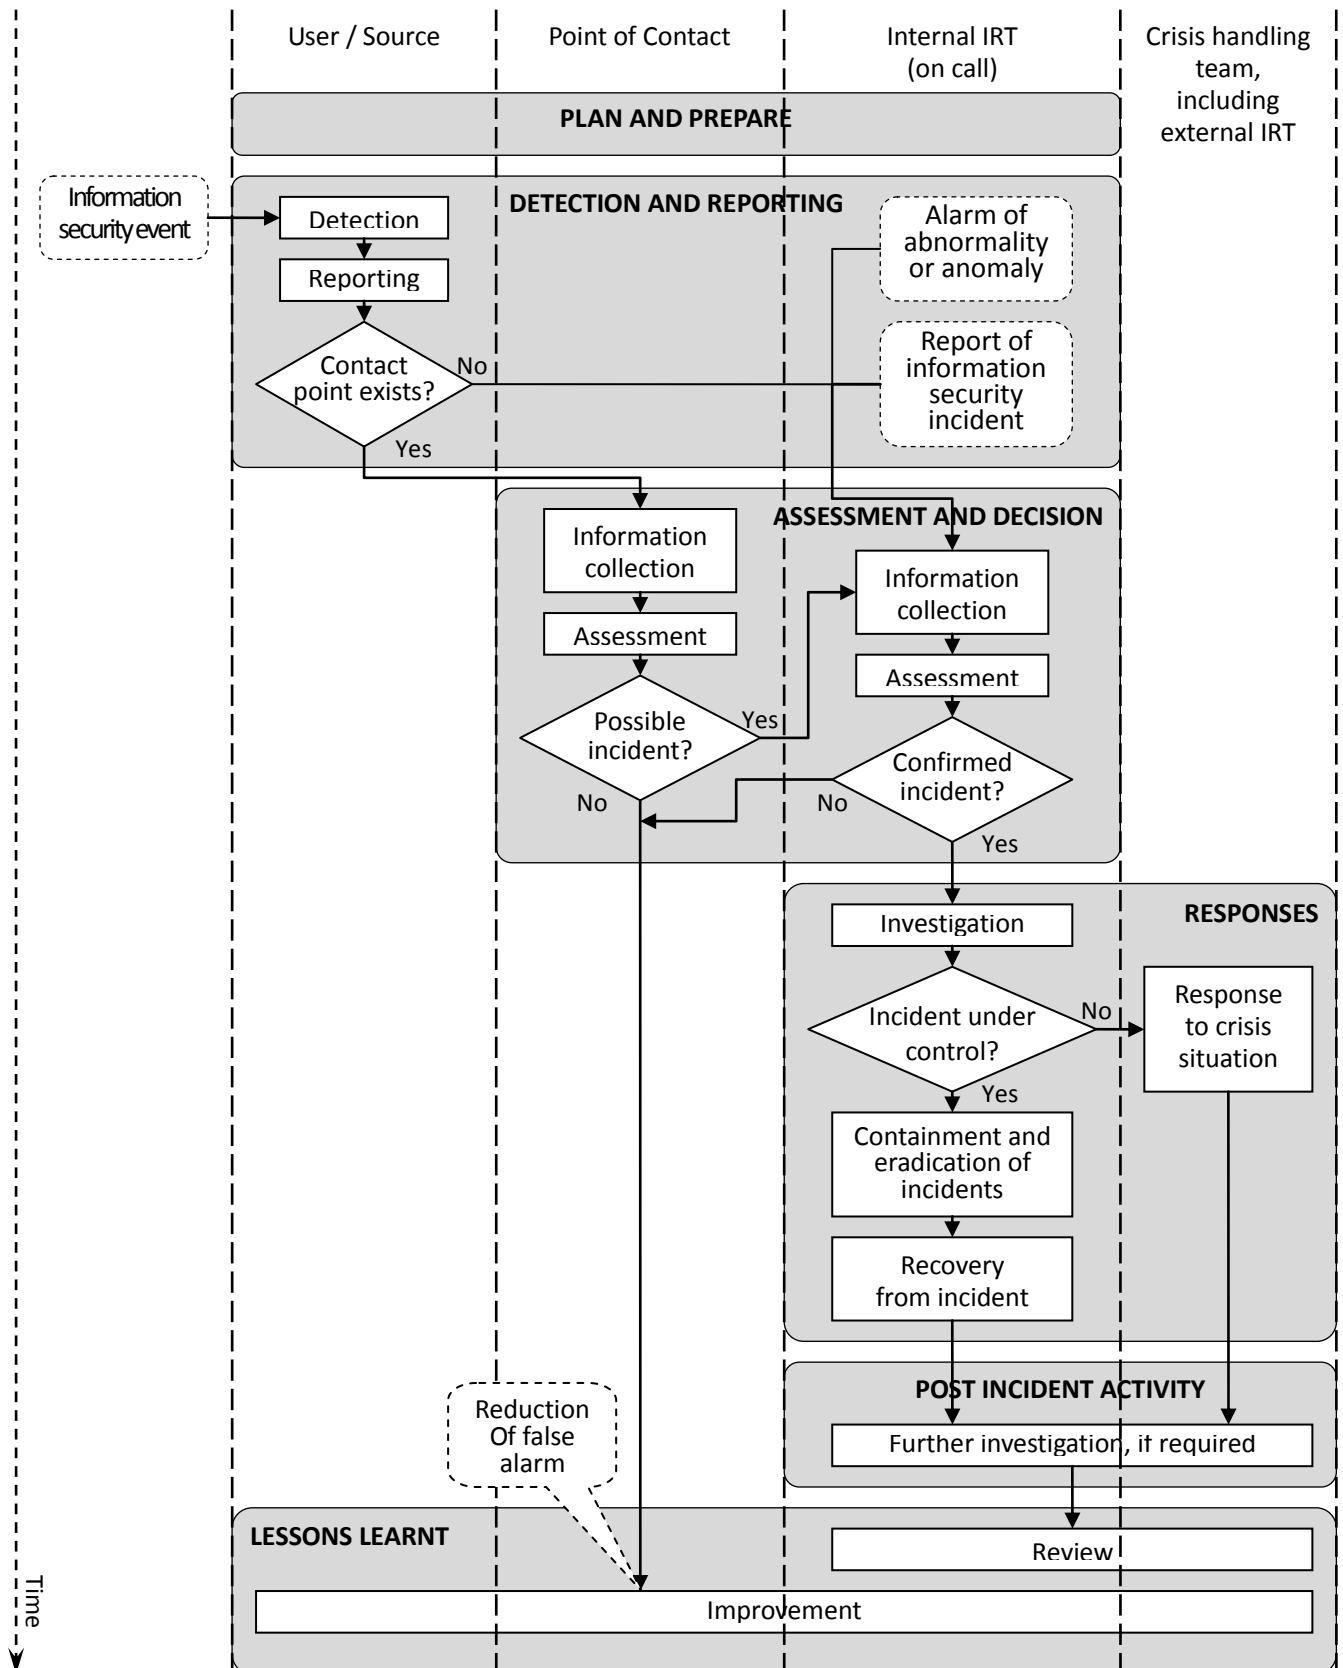 User / Source
Point of Contact
Internal IRT
(on call)
Crisis handling
team,
including
external IRT
PLAN AND PREPARE
Information
security event
DETECTION AND REPORTING
Detection
Reporting
Contact
point exists?
No
Yes
Alarm of
abnormality
or anomaly
Report of
information
security
incident
ASSESSMENT AND DECISION
Information
collection
Assessment
Possible
incident?
Yes
No
Information
collection
Assessment
Confirmed
incident?
No
Yes
RESPONSES
Investigation
Incident under
control?
No
Yes
Response
to crisis
situation
Containment and
eradication of
incidents
Recovery
from incident
POST INCIDENT ACTIVITY
Further investigation, if required
Reduction
Of false
alarm
LESSONS LEARNT
Review
Improvement
Time